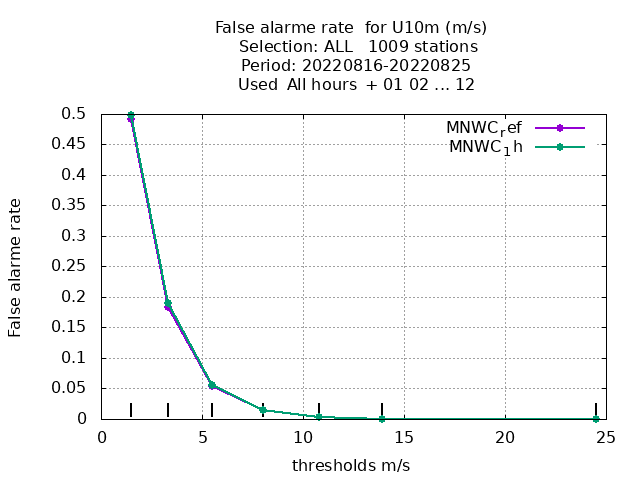 False alarme rate for U10m (m/s)
Selection: ALL 1009 stations
Period: 20220816-20220825
Used All hours + 01 02 ... 12
MNWC_ref
MNWC_1h
0.5
0.45
0.4
0.35
0.3
0.25
0.2
0.15
0.1
0.05
0
False alarme rate
0 5 10 15 20 25
thresholds m/s